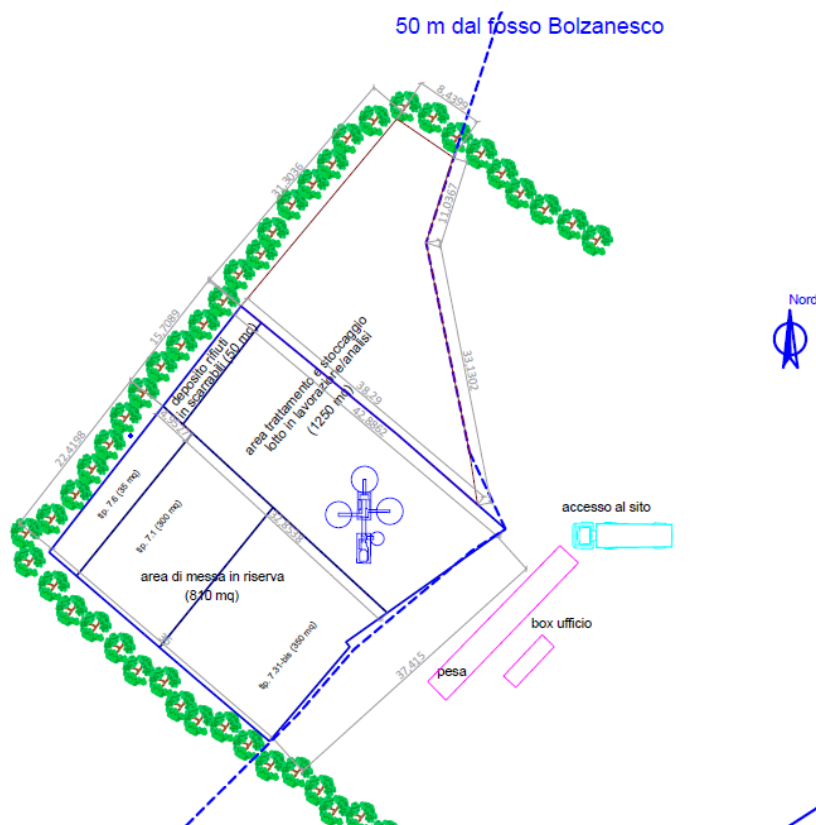 50 m dal fosso Bolzanesco
8,4399
31,3036
11,0367
Nord
15,7089
deposito rifiuti
in scarrabili (50 mq)
area trattamento e stoccaggio
lotto in lavorazione/analisi
(1250 mq)
38,29
42,8862
33,1302
22,4198
tip. 7.6 (35 mq)
tip. 7.1 (300 mq)
accesso al sito
area di messa in riserva
(810 mq)
box ufficio
tip. 7.31-bis (350 mq)
37,415
pesa